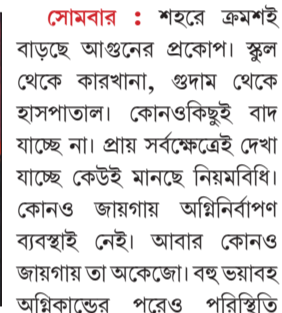 সোমবার : শহরে ক্রমশই
বাড়ছে আগুনের প্রকোপ। স্কুল
থেকে কারখানা, গুদাম থেকে
হাসপাতাল। কোনওকিছুই বাদ
যাচ্ছে না। প্রায় সর্বক্ষেত্রেই দেখা
যাচ্ছে কেউই মানছে নিয়মবিধি।
কোনও জায়গায় অগ্নিনির্বাপণ
ব্যবস্থাই নেই। আবার কোনও
জায়গায় তা অকেজো। বহু ভয়াবহ
অগ্নিকান্ডের পরেও পরিস্থিতি